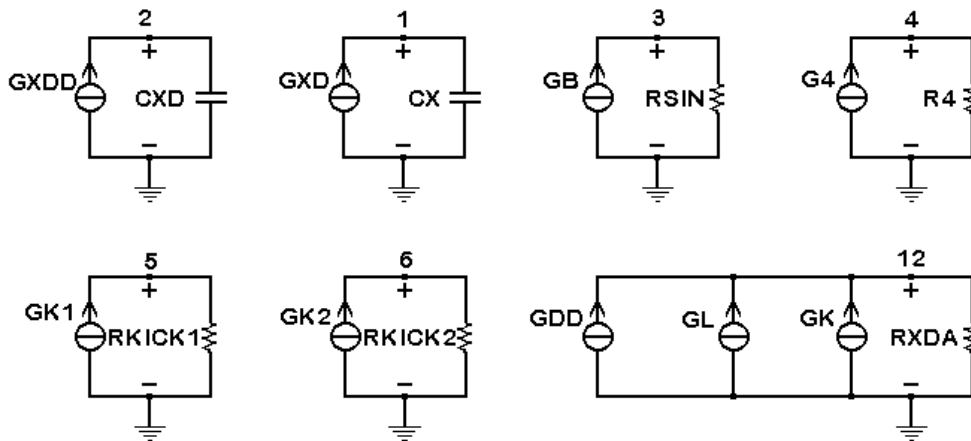 2
1
3
4
GXDD
CXD
GXD
CX
GB
RSIN
G4
R4
+
+
+
+
−
−
−
−
5
6
12
GK1
RKICK1
GK2
RKICK2
GDD
GL
GK
RXDA
+
+
+
−
−
−